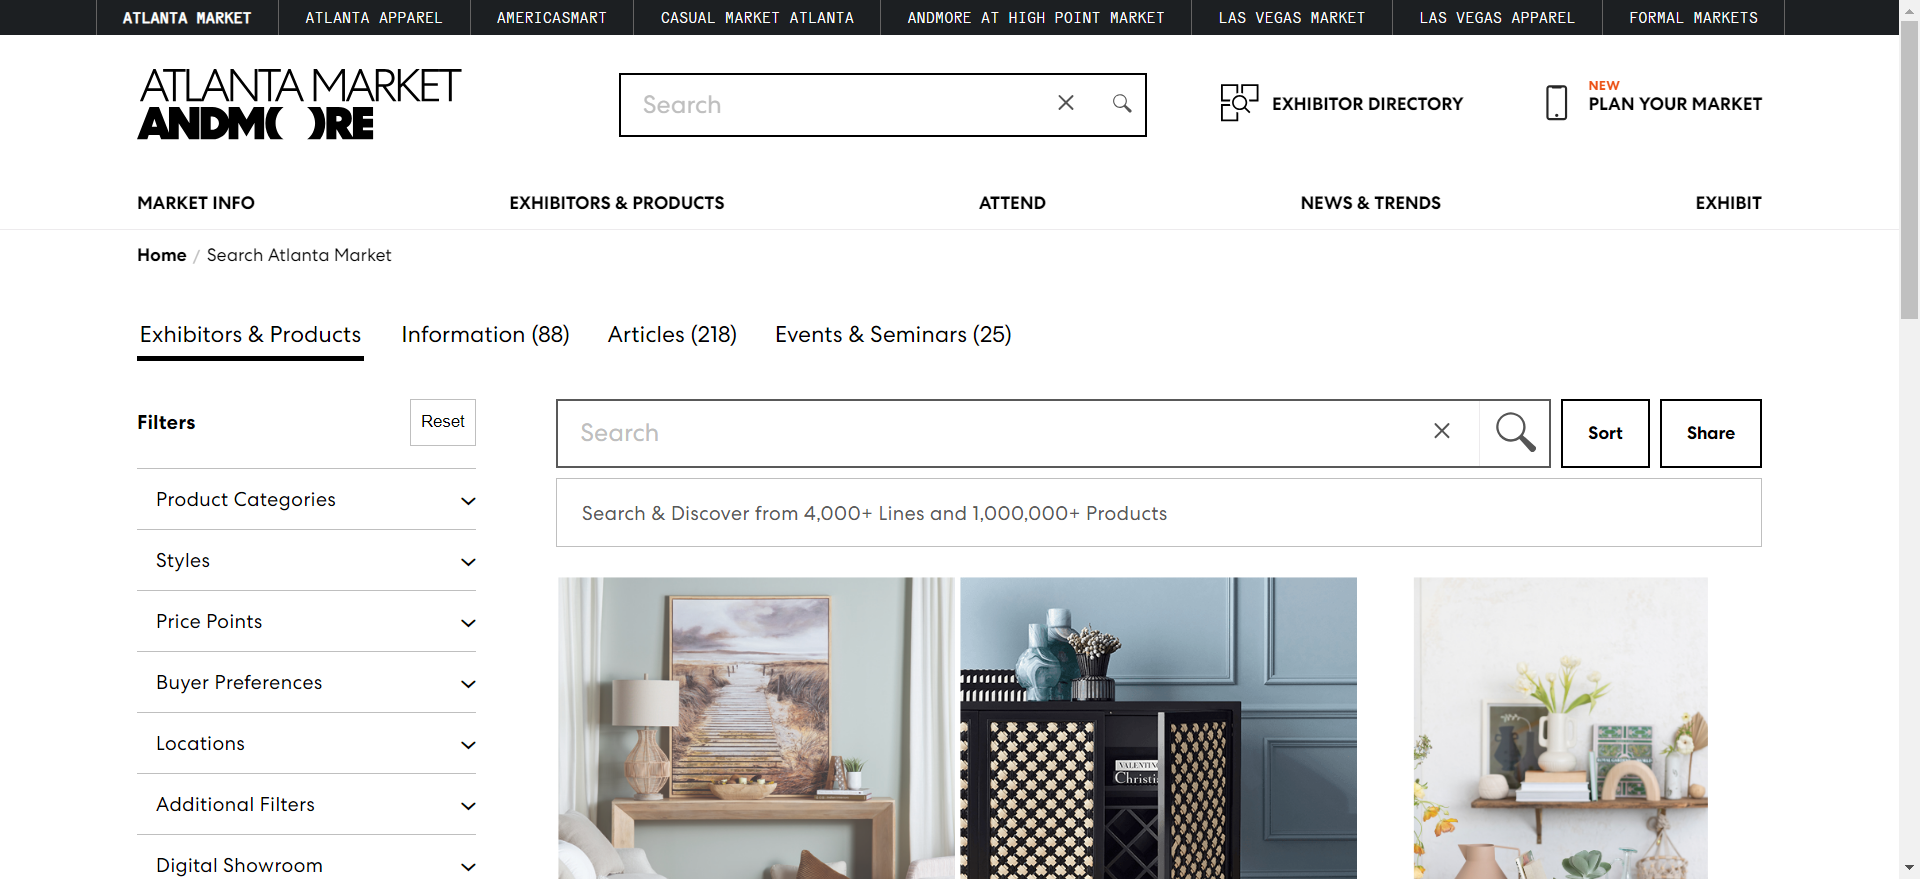 ATLANTA MARKET
ATLANTA APPAREL
AMERICASMART
CASUAL MARKET ATLANTA
ANDMORE AT HIGH POINT MARKET
LAS VEGAS MARKET
LAS VEGAS APPAREL
FORMAL MARKETS
ATLANTA MARKET
ANDMORE
Search
EXHIBITOR DIRECTORY
NEW
PLAN YOUR MARKET
MARKET INFO
EXHIBITORS & PRODUCTS
ATTEND
NEWS & TRENDS
EXHIBIT
Home / Search Atlanta Market
Exhibitors & Products
Information (88)
Articles (218)
Events & Seminars (25)
Filters
Reset
Search
Sort
Share
Search & Discover from 4,000+ Lines and 1,000,000+ Products
Product Categories
Styles
Price Points
Buyer Preferences
Locations
Additional Filters
Digital Showroom
VALENTINO
Christi